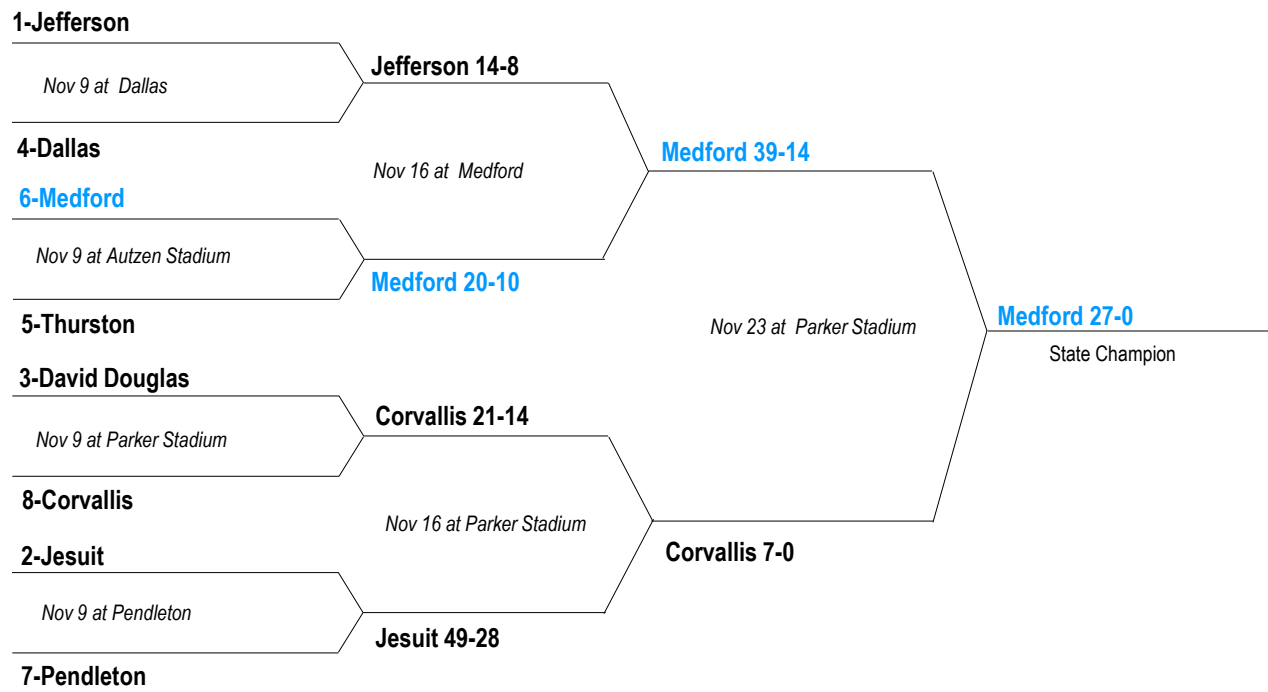 1-Jefferson
Nov 9 at Dallas
4-Dallas
Jefferson 14-8
Nov 16 at Medford
6-Medford
Nov 9 at Autzen Stadium
5-Thurston
Medford 20-10
Medford 39-14
Nov 23 at Parker Stadium
Medford 27-0
State Champion
3-David Douglas
Nov 9 at Parker Stadium
8-Corvallis
Corvallis 21-14
Nov 16 at Parker Stadium
2-Jesuit
Nov 9 at Pendleton
7-Pendleton
Jesuit 49-28
Corvallis 7-0